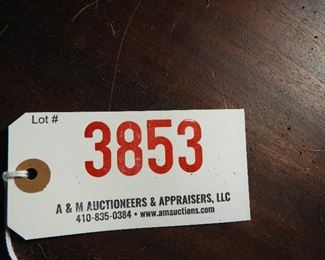 Lot #
3853
A & M AUCTIONEERS & APPRAISERS, LLC
410-835-0384 • www.amauctions.com